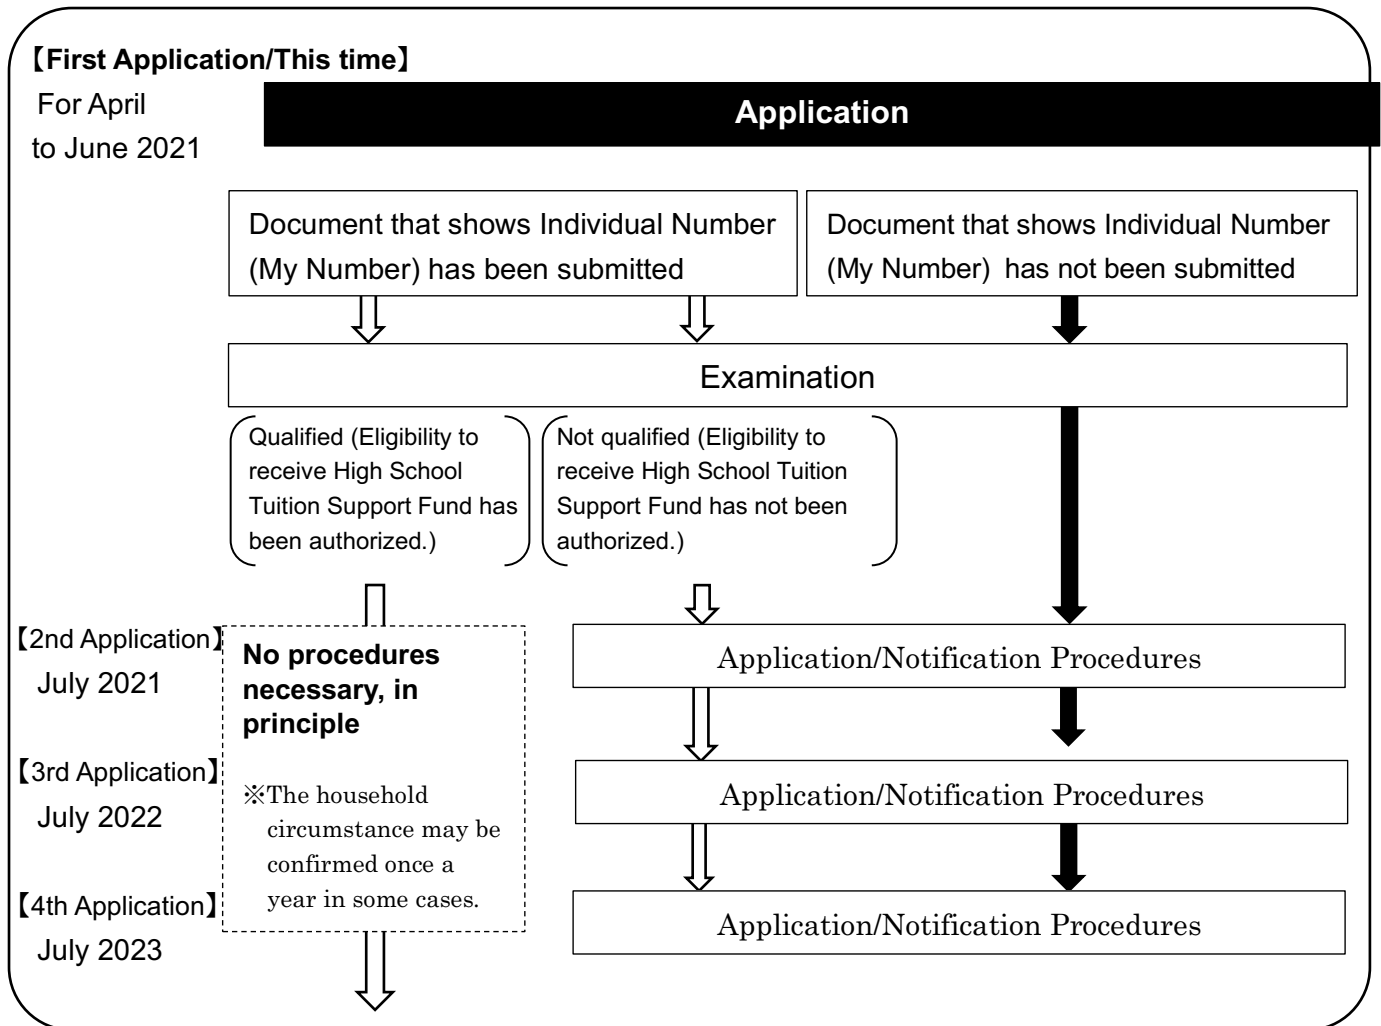 【First Application/This time】
For April
to June 2021
Application
Document that shows Individual Number
(My Number) has been submitted
Document that shows Individual Number
(My Number) has not been submitted
Examination
Qualified (Eligibility to
receive High School
Tuition Support Fund has
been authorized.)
Not qualified (Eligibility to
receive High School Tuition
Support Fund has not been
authorized.)
【2nd Application】
July 2021
No procedures
necessary, in
principle
※The household
circumstance may be
confirmed once a
year in some cases.
Application/Notification Procedures
【3rd Application】
July 2022
Application/Notification Procedures
【4th Application】
July 2023
Application/Notification Procedures